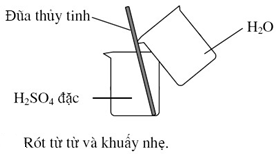 Đũa thủy tinh
H₂O
H₂SO₄ đặc
Rót từ từ và khuấy nhẹ.